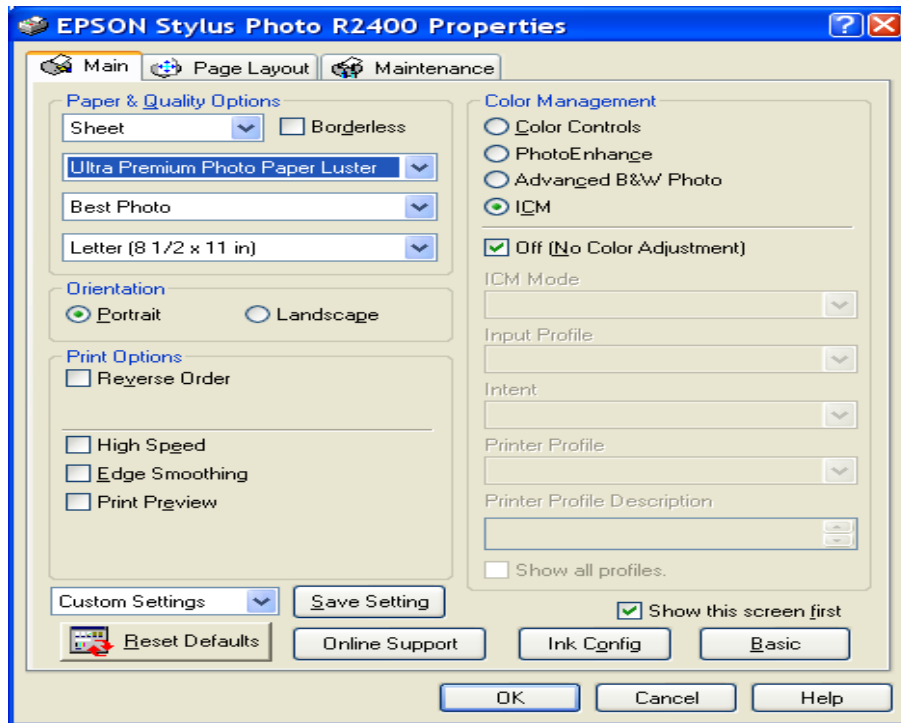 EPSON Stylus Photo R2400 Properties
Main
Page Layout
Maintenance
Paper & Quality Options
Sheet
Borderless
Ultra Premium Photo Paper Luster
Best Photo
Letter (8 1/2 x 11 in)
Orientation
Portrait
Landscape
Print Options
Reverse Order
High Speed
Edge Smoothing
Print Preview
Custom Settings
Save Setting
Color Management
Color Controls
PhotoEnhance
Advanced B&W Photo
ICM
Off (No Color Adjustment)
ICM Mode
Input Profile
Intent
Printer Profile
Printer Profile Description
Show all profiles.
Show this screen first
Reset Defaults
Online Support
Ink Config
Basic
OK
Cancel
Help